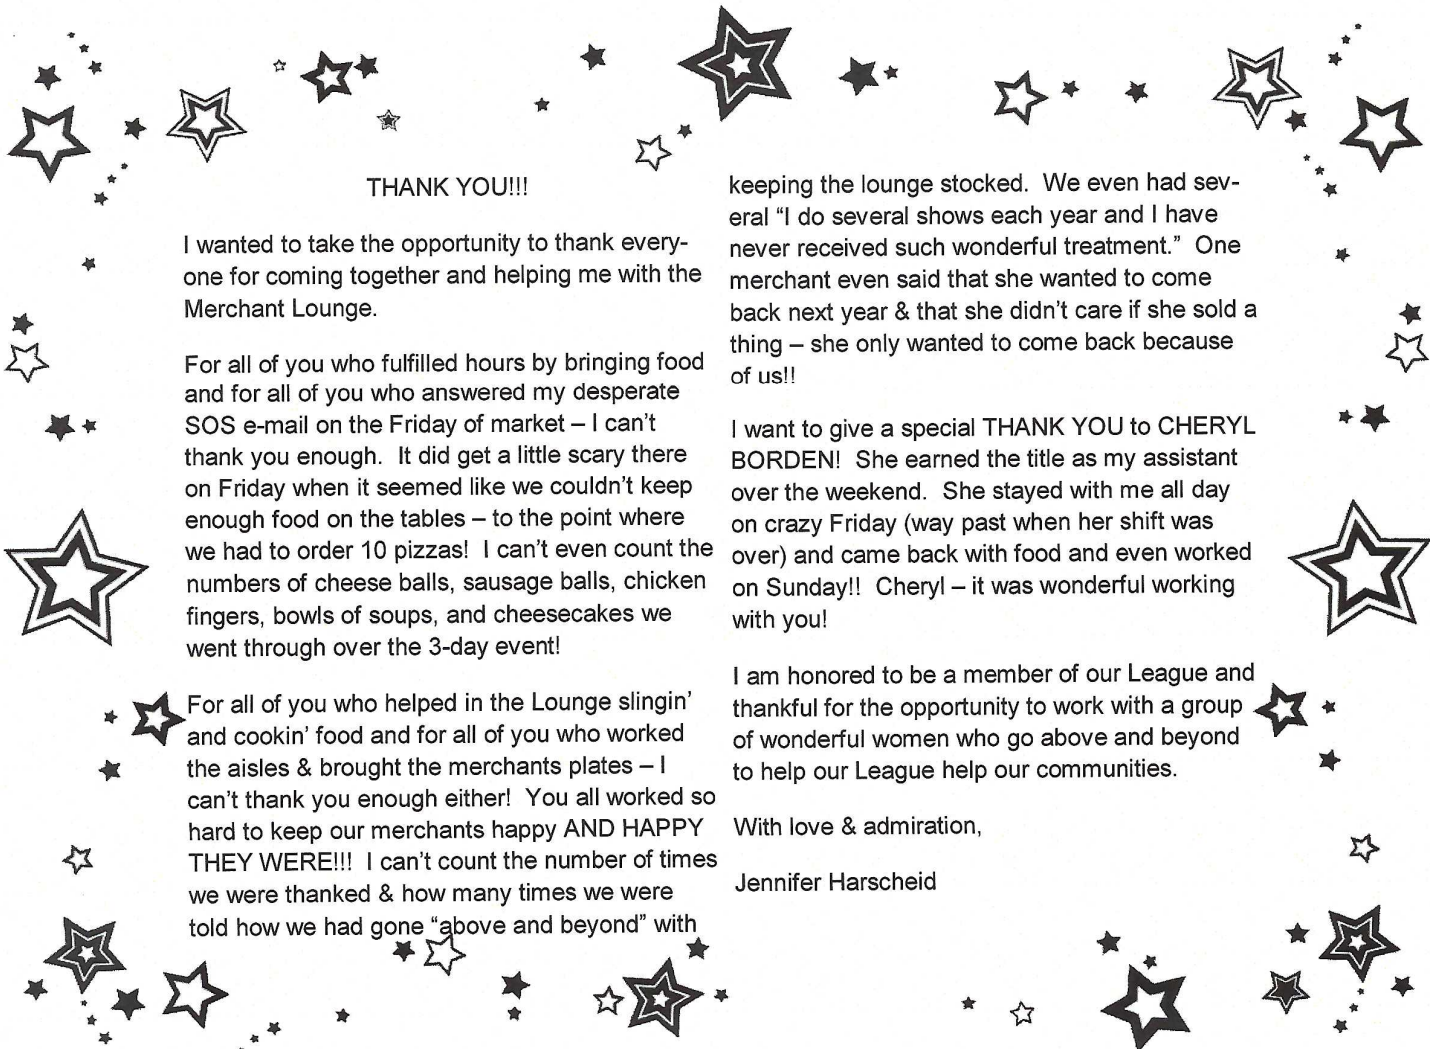 THANK YOU!!!
I wanted to take the opportunity to thank every-
one for coming together and helping me with the
Merchant Lounge.
For all of you who fulfilled hours by bringing food
and for all of you who answered my desperate
SOS e-mail on the Friday of market – I can't
thank you enough.  It did get a little scary there
on Friday when it seemed like we couldn't keep
enough food on the tables – to the point where
we had to order 10 pizzas!  I can't even count the
numbers of cheese balls, sausage balls, chicken
fingers, bowls of soups, and cheesecakes we
went through over the 3-day event!
For all of you who helped in the Lounge slingin'
and cookin' food and for all of you who worked
the aisles & brought the merchants plates – I
can't thank you enough either!  You all worked so
hard to keep our merchants happy AND HAPPY
THEY WERE!!!  I can't count the number of times
we were thanked & how many times we were
told how we had gone “above and beyond” with
keeping the lounge stocked.  We even had sev-
eral “I do several shows each year and I have
never received such wonderful treatment.”  One
merchant even said that she wanted to come
back next year & that she didn't care if she sold a
thing – she only wanted to come back because
of us!!
I want to give a special THANK YOU to CHERYL
BORDEN!  She earned the title as my assistant
over the weekend.  She stayed with me all day
on crazy Friday (way past when her shift was
over) and came back with food and even worked
on Sunday!!  Cheryl – it was wonderful working
with you!
I am honored to be a member of our League and
thankful for the opportunity to work with a group
of wonderful women who go above and beyond
to help our League help our communities.
With love & admiration,
Jennifer Harscheid